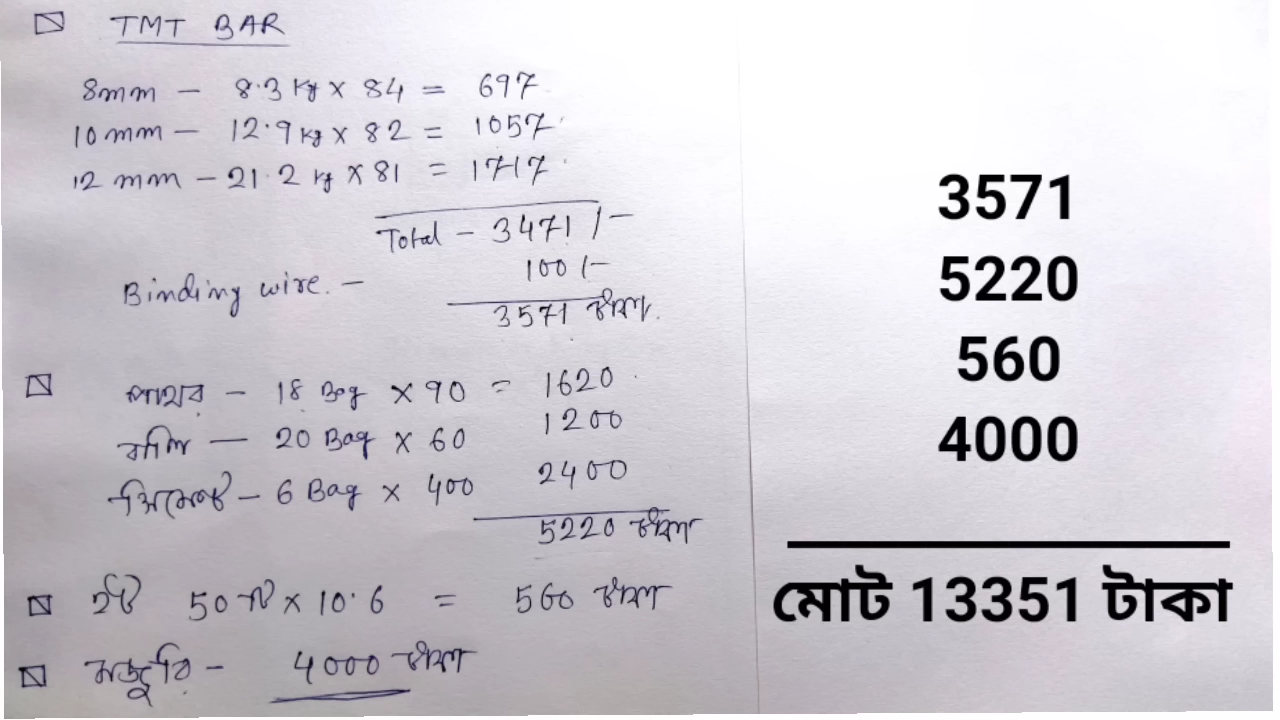 TMT BAR
8mm - 8.3 Kg x 84 = 697
10 mm - 12.9 kg x 82 = 1057
12 mm - 21.2 kg x 81 = 1717
Total - 3471 /-
Binding wire. - 100 /-
3571 টাকা.
পাথর - 18 Bag x 90 = 1620
বালি - 20 Bag x 60 1200
সিমেন্ট - 6 Bag x 400 2400
5220 টাকা
ইট 50 টি x 10.6 = 560 টাকা
মজুরি - 4000 টাকা
3571
5220
560
4000
মোট 13351 টাকা